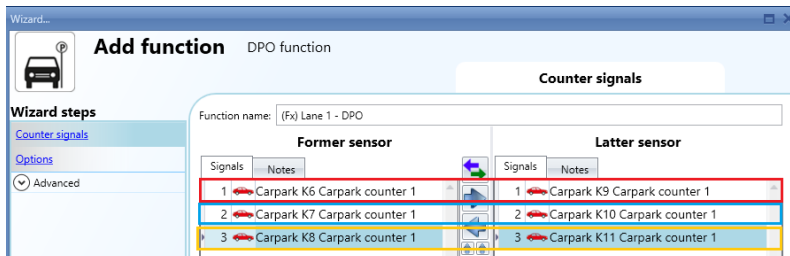 Wizard...
Add function DPO function
Counter signals
Wizard steps
Counter signals
Options
Advanced
Function name: (Fx) Lane 1 - DPO
Former sensor
Latter sensor
Signals Notes
Signals Notes
1 Carpark K6 Carpark counter 1
1 Carpark K9 Carpark counter 1
2 Carpark K7 Carpark counter 1
2 Carpark K10 Carpark counter 1
3 Carpark K8 Carpark counter 1
3 Carpark K11 Carpark counter 1